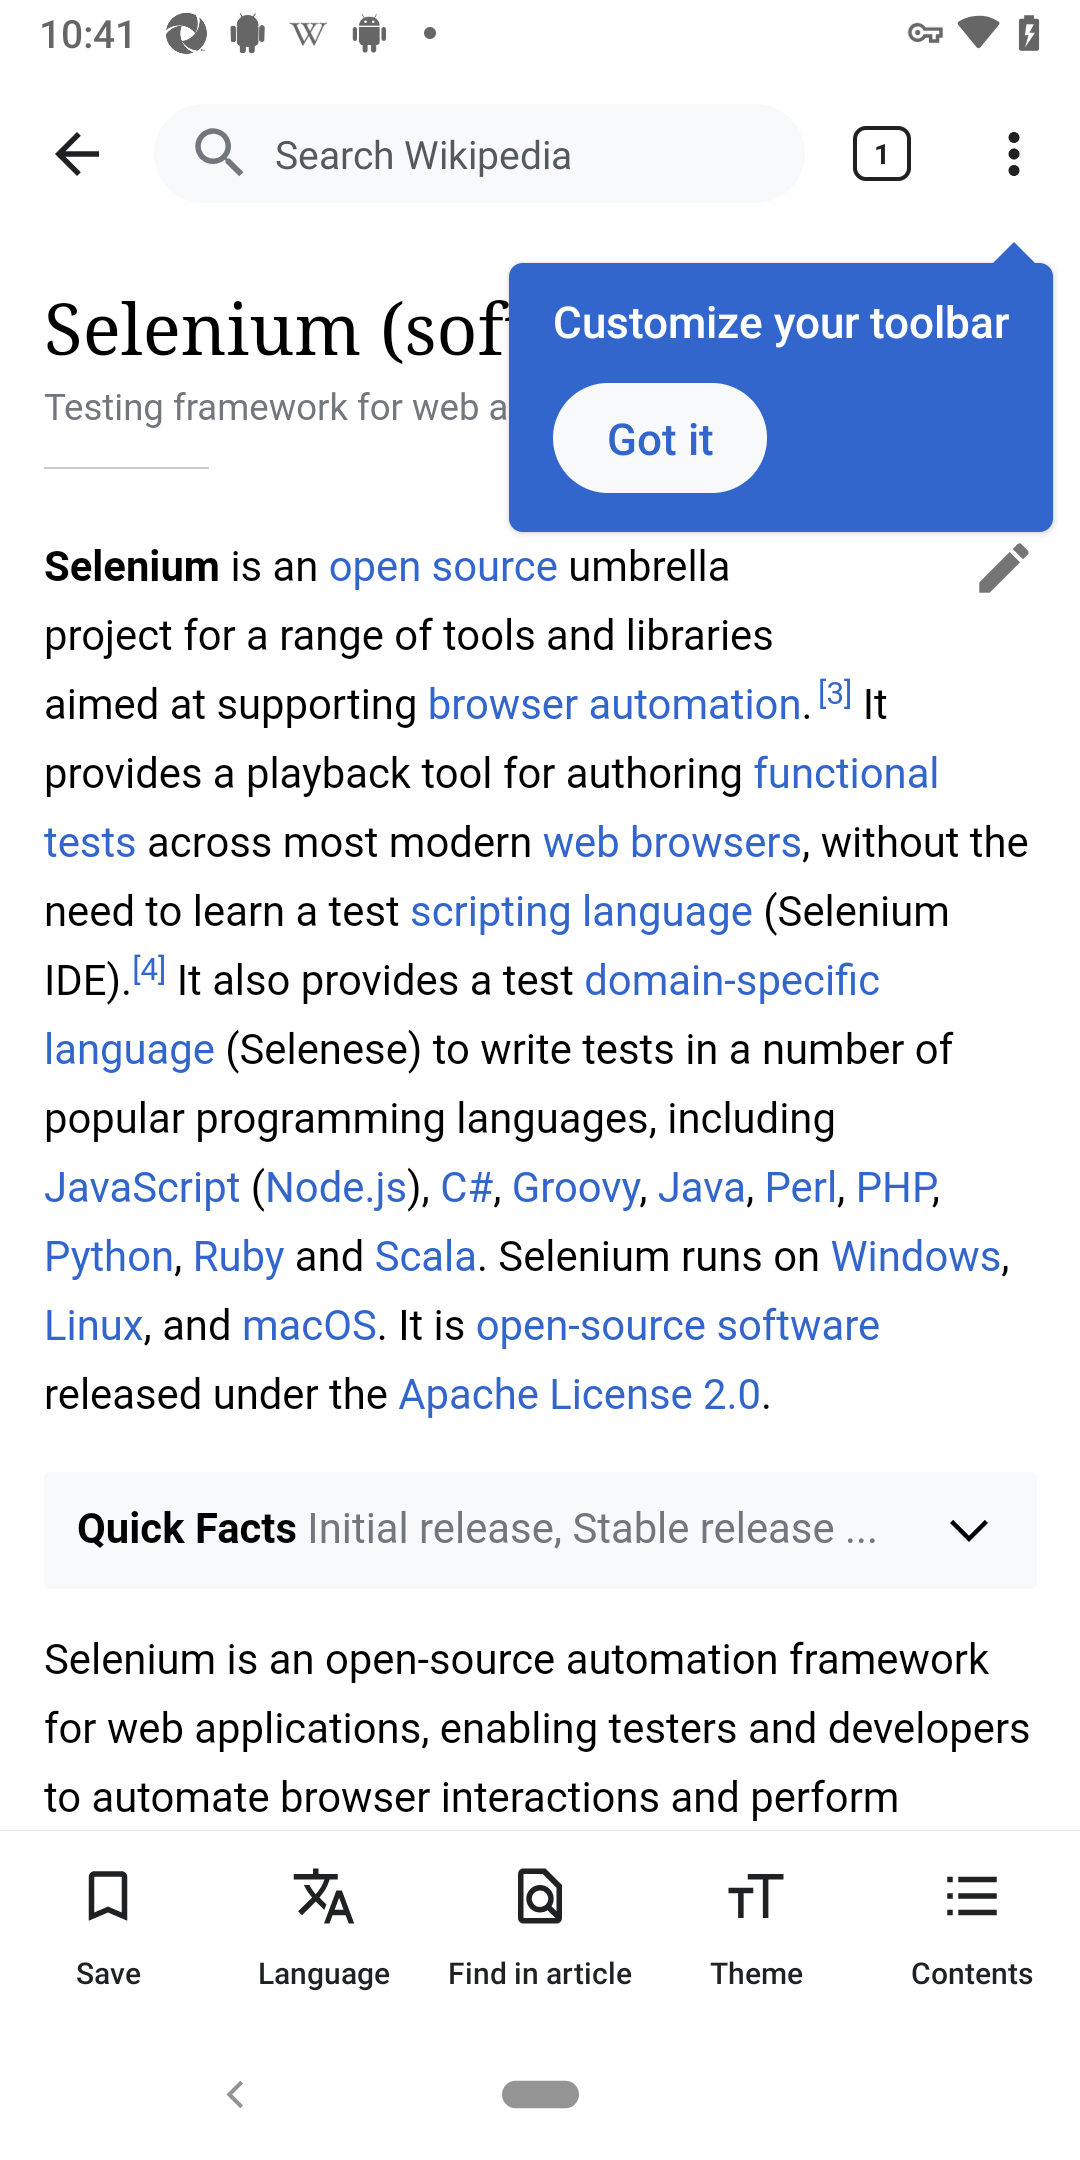 10:41
Search Wikipedia
1
Customize your toolbar
Got it
Selenium (sof
Testing framework for web a
Selenium is an open source umbrella
project for a range of tools and libraries
aimed at supporting browser automation.[3] It
provides a playback tool for authoring functional
tests across most modern web browsers, without the
need to learn a test scripting language (Selenium
IDE).[4] It also provides a test domain-specific
language (Selenese) to write tests in a number of
popular programming languages, including
JavaScript (Node.js), C#, Groovy, Java, Perl, PHP,
Python, Ruby and Scala. Selenium runs on Windows,
Linux, and macOS. It is open-source software
released under the Apache License 2.0.
Quick Facts Initial release, Stable release ...
Selenium is an open-source automation framework
for web applications, enabling testers and developers
to automate browser interactions and perform
Save
Language
Find in article
Theme
Contents